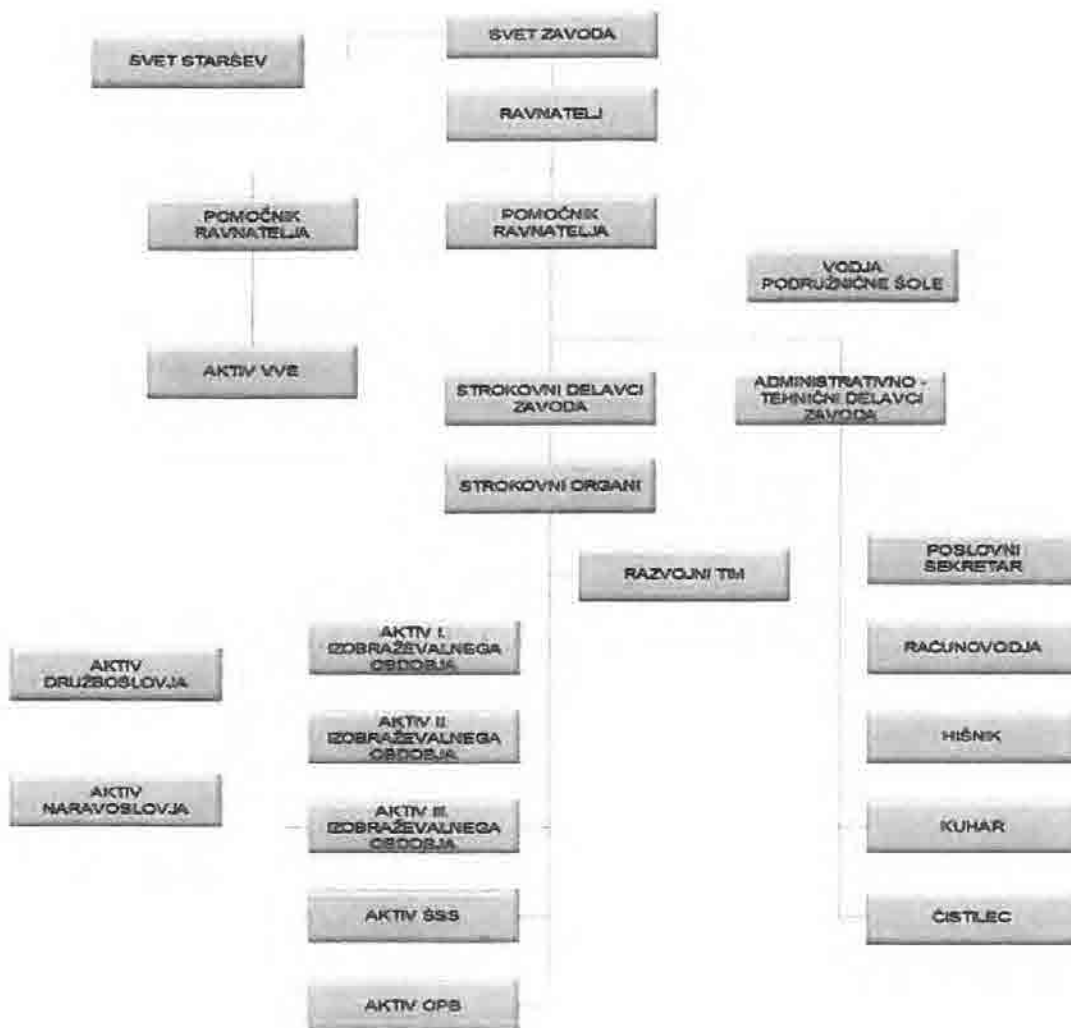 SVET ZAVODA
SVET STARŠEV
RAVNATELJ
POMOČNIK
RAVNATELJA
POMOČNIK
RAVNATELJA
VODJA
PODRUŽNIČNE ŠOLE
AKTIV VVE
STROKOVNI DELAVCI
ZAVODA
ADMINISTRATIVNO -
TEHNIČNI DELAVCI
ZAVODA
STROKOVNI ORGANI
RAZVOJNI TIM
POSLOVNI
SEKRETAR
AKTIV I.
IZOBRAŽEVALNEGA
OBDOBJA
RAČUNOVODJA
AKTIV
DRUŽBOSLOVJA
AKTIV II.
IZOBRAŽEVALNEGA
OBDOBJA
HIŠNIK
AKTIV
NARAVOSLOVJA
AKTIV III.
IZOBRAŽEVALNEGA
OBDOBJA
KUHAR
AKTIV ŠSS
ČISTILEC
AKTIV OPB